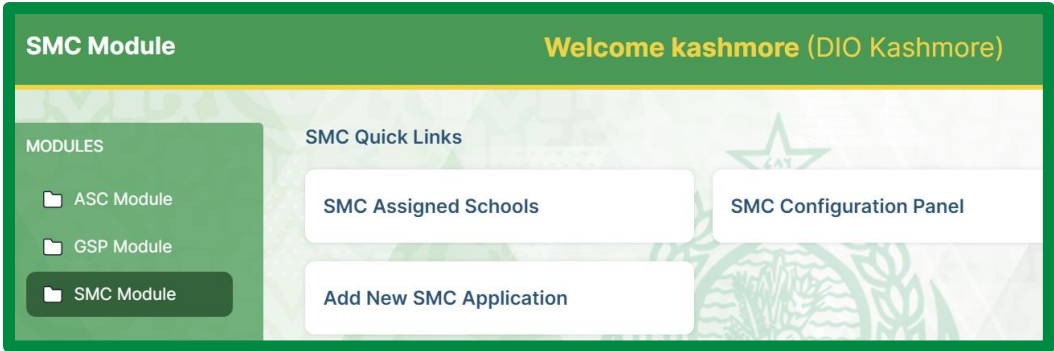 SMC Module
Welcome kashmore (DIO Kashmore)
MODULES
ASC Module
GSP Module
SMC Module
SMC Quick Links
SMC Assigned Schools
SMC Configuration Panel
Add New SMC Application